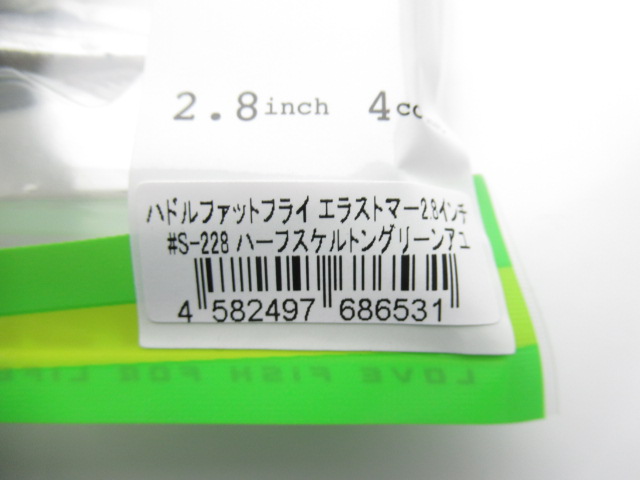 2.8inch 4co
ハドルファットフライ エラストマー2.8インチ
#S-228 ハーフスケルトングリーンアユ
4 582497 686531
LOVE FISH FOR LIFE